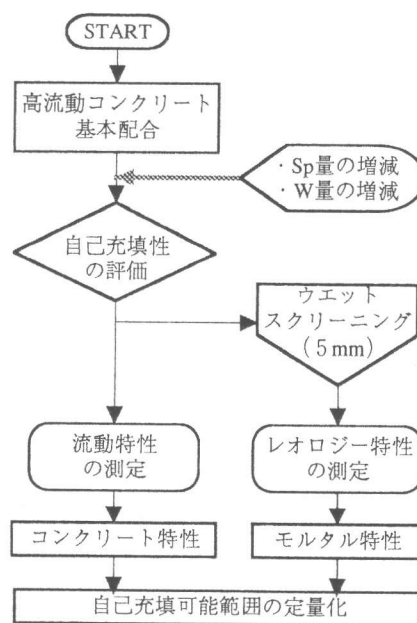 START
高流動コンクリート
基本配合
・Sp量の増減
・W量の増減
自己充填性
の評価
ウエット
スクリーニング
(5mm)
流動特性
の測定
レオロジー特性
の測定
コンクリート特性
モルタル特性
自己充填可能範囲の定量化